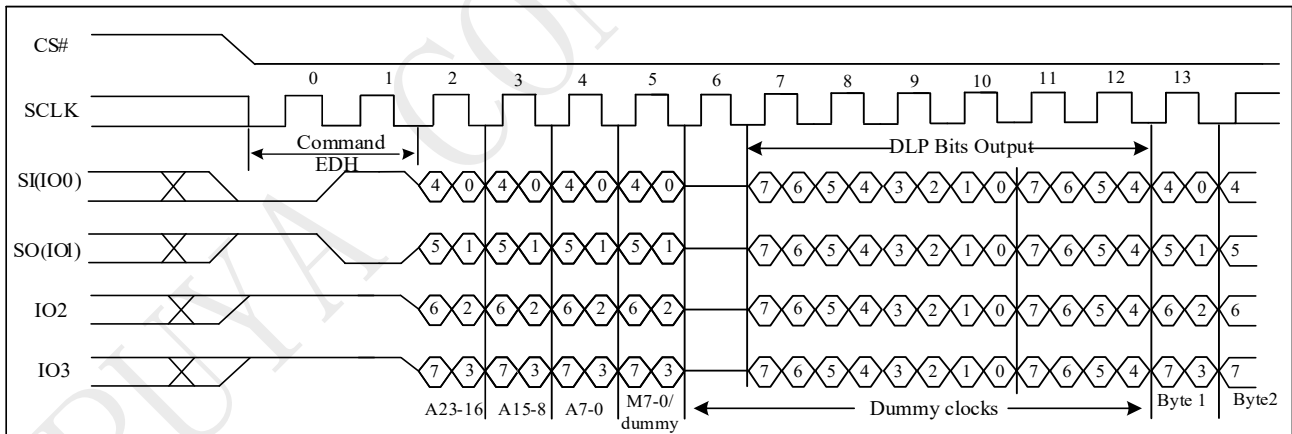 CS#
0 1 2 3 4 5 6 7 8 9 10 11 12 13
SCLK
Command
EDH
DLP Bits Output
SI(IO0)
4 0 4 0 4 0 4 0 7 6 5 4 3 2 1 0 7 6 5 4 4 0 4
SO(IO1)
5 1 5 1 5 1 5 1 7 6 5 4 3 2 1 0 7 6 5 4 5 1 5
IO2
6 2 6 2 6 2 6 2 7 6 5 4 3 2 1 0 7 6 5 4 6 2 6
IO3
7 3 7 3 7 3 7 3 7 6 5 4 3 2 1 0 7 6 5 4 7 3 7
A23-16
A15-8
A7-0
M7-0/
dummy
Dummy clocks
Byte 1
Byte2
PUYA CO